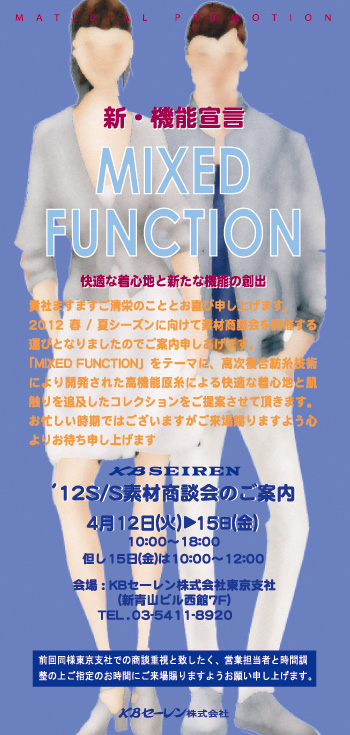 MATERIAL PROMOTION
新・機能宣言
MIXED
FUNCTION
快適な着心地と新たな機能の創出
貴社ますますご清栄のこととお喜び申し上げます。
2012 春 / 夏シーズンに向けて素材商談会を開催する
運びとなりましたのでご案内申しあげます。
「MIXED FUNCTION」をテーマに、高次複合紡糸技術
により開発された高機能原糸による快適な着心地と肌
触りを追及したコレクションをご提案させて頂きます。
お忙しい時期ではございますがご来場賜りますよう心
よりお待ち申し上げます
KBSEIREN
'12S/S素材商談会のご案内
4月12日(火)▶15日(金)
10:00〜18:00
但し15日(金)は10:00〜12:00
会場：KBセーレン株式会社東京支社
(新青山ビル西館7F)
TEL.03-5411-8920
前回同様東京支社での商談重視と致したく、営業担当者と時間調
整の上ご指定のお時間にご来場賜りますようお願い申し上げます。
KBセーレン株式会社